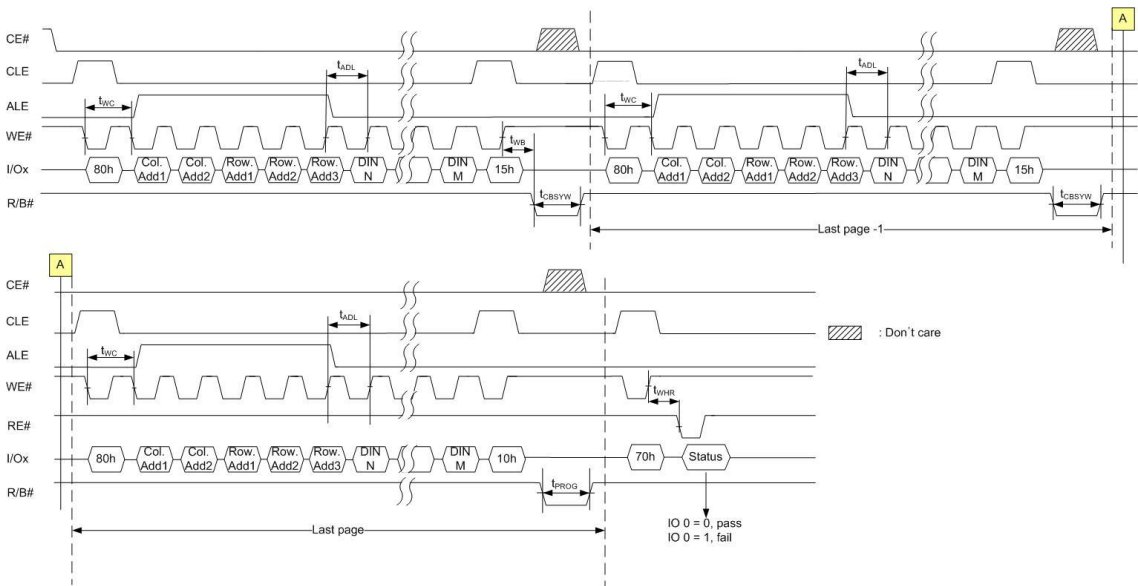 A
CE#
CLE
tADL
tADL
ALE
tWC
tWC
WE#
tWB
I/Ox
80h
Col. Add1
Col. Add2
Row. Add1
Row. Add2
Row. Add3
DIN N
DIN M
15h
80h
Col. Add1
Col. Add2
Row. Add1
Row. Add2
Row. Add3
DIN N
DIN M
15h
R/B#
tCBSYW
tCBSYW
Last page -1
A
CE#
CLE
tADL
: Don't care
ALE
tWC
WE#
tWHR
RE#
I/Ox
80h
Col. Add1
Col. Add2
Row. Add1
Row. Add2
Row. Add3
DIN N
DIN M
10h
70h
Status
R/B#
tPROG
Last page
IO 0 = 0, pass
IO 0 = 1, fail